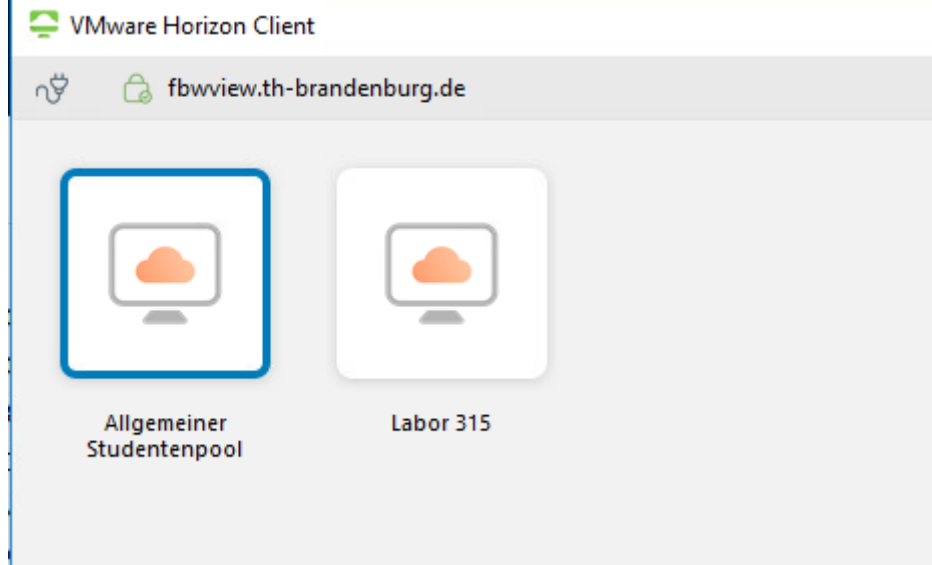 VMware Horizon Client
fbwview.th-brandenburg.de
Allgemeiner
Studentenpool
Labor 315